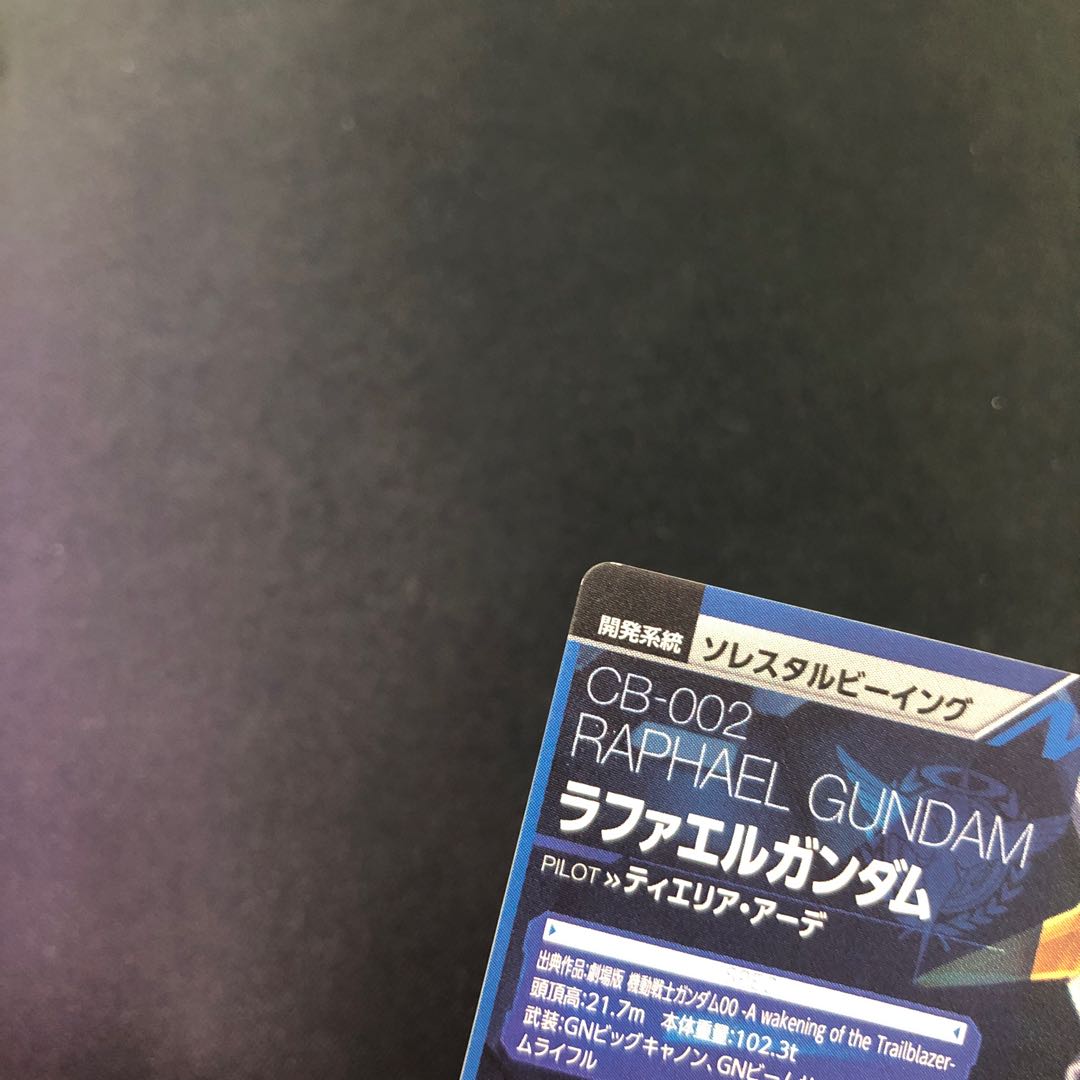 開発系統 ソレスタルビーイング
CB-002
RAPHAEL GUNDAM
ラファエルガンダム
PILOT >> ティエリア・アーデ
出典作品:劇場版 機動戦士ガンダム00 -A wakening of the Trailblazer-
頭頂高:21.7m 本体重量:102.3t
武装:GNビッグキャノン、GNビーム
ムライフル